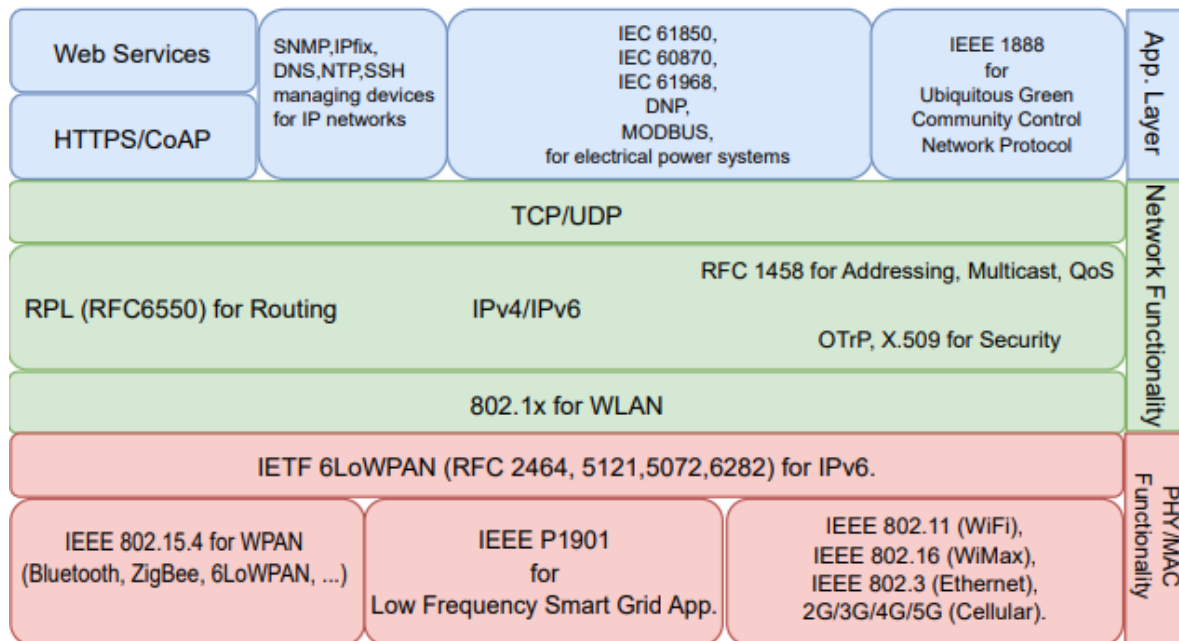 Web Services
HTTPS/CoAP
SNMP,IPfix,
DNS,NTP,SSH
managing devices
for IP networks
IEC 61850,
IEC 60870,
IEC 61968,
DNP,
MODBUS,
for electrical power systems
IEEE 1888
for
Ubiquitous Green
Community Control
Network Protocol
App. Layer
TCP/UDP
RFC 1458 for Addressing, Multicast, QoS
RPL (RFC6550) for Routing
IPv4/IPv6
OTrP, X.509 for Security
802.1x for WLAN
Network Functionality
IETF 6LoWPAN (RFC 2464, 5121,5072,6282) for IPv6.
IEEE 802.15.4 for WPAN
(Bluetooth, ZigBee, 6LoWPAN, ...)
IEEE P1901
for
Low Frequency Smart Grid App.
IEEE 802.11 (WiFi),
IEEE 802.16 (WiMax),
IEEE 802.3 (Ethernet),
2G/3G/4G/5G (Cellular).
PHY/MAC
Functionality